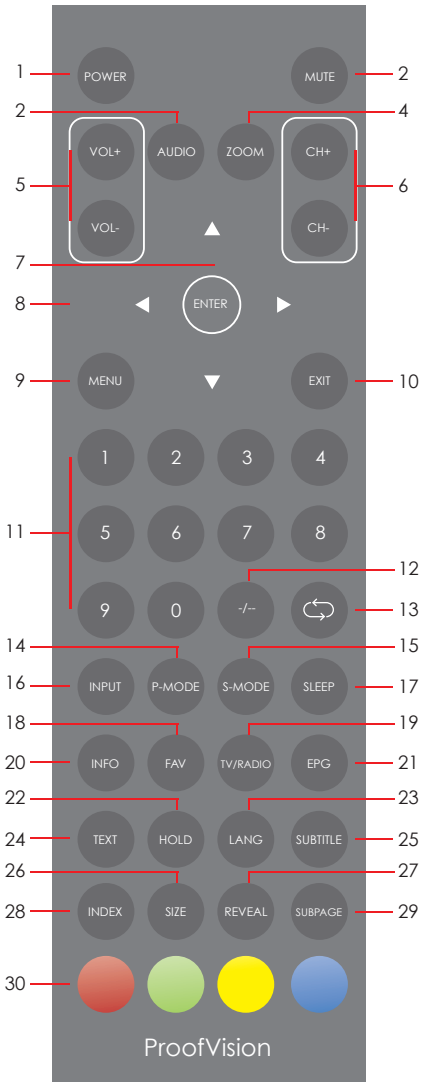 1 POWER MUTE 2
2 4
VOL+ AUDIO ZOOM CH+
5 6
VOL- CH-
7
8 ENTER
9 MENU EXIT 10
1 2 3 4
11 5 6 7 8
12
9 0 -/-- 13
14 15
16 INPUT P-MODE S-MODE SLEEP 17
18 19
20 INFO FAV TV/RADIO EPG 21
22 23
24 TEXT HOLD LANG SUBTITLE 25
26 27
28 INDEX SIZE REVEAL SUBPAGE 29
30
ProofVision